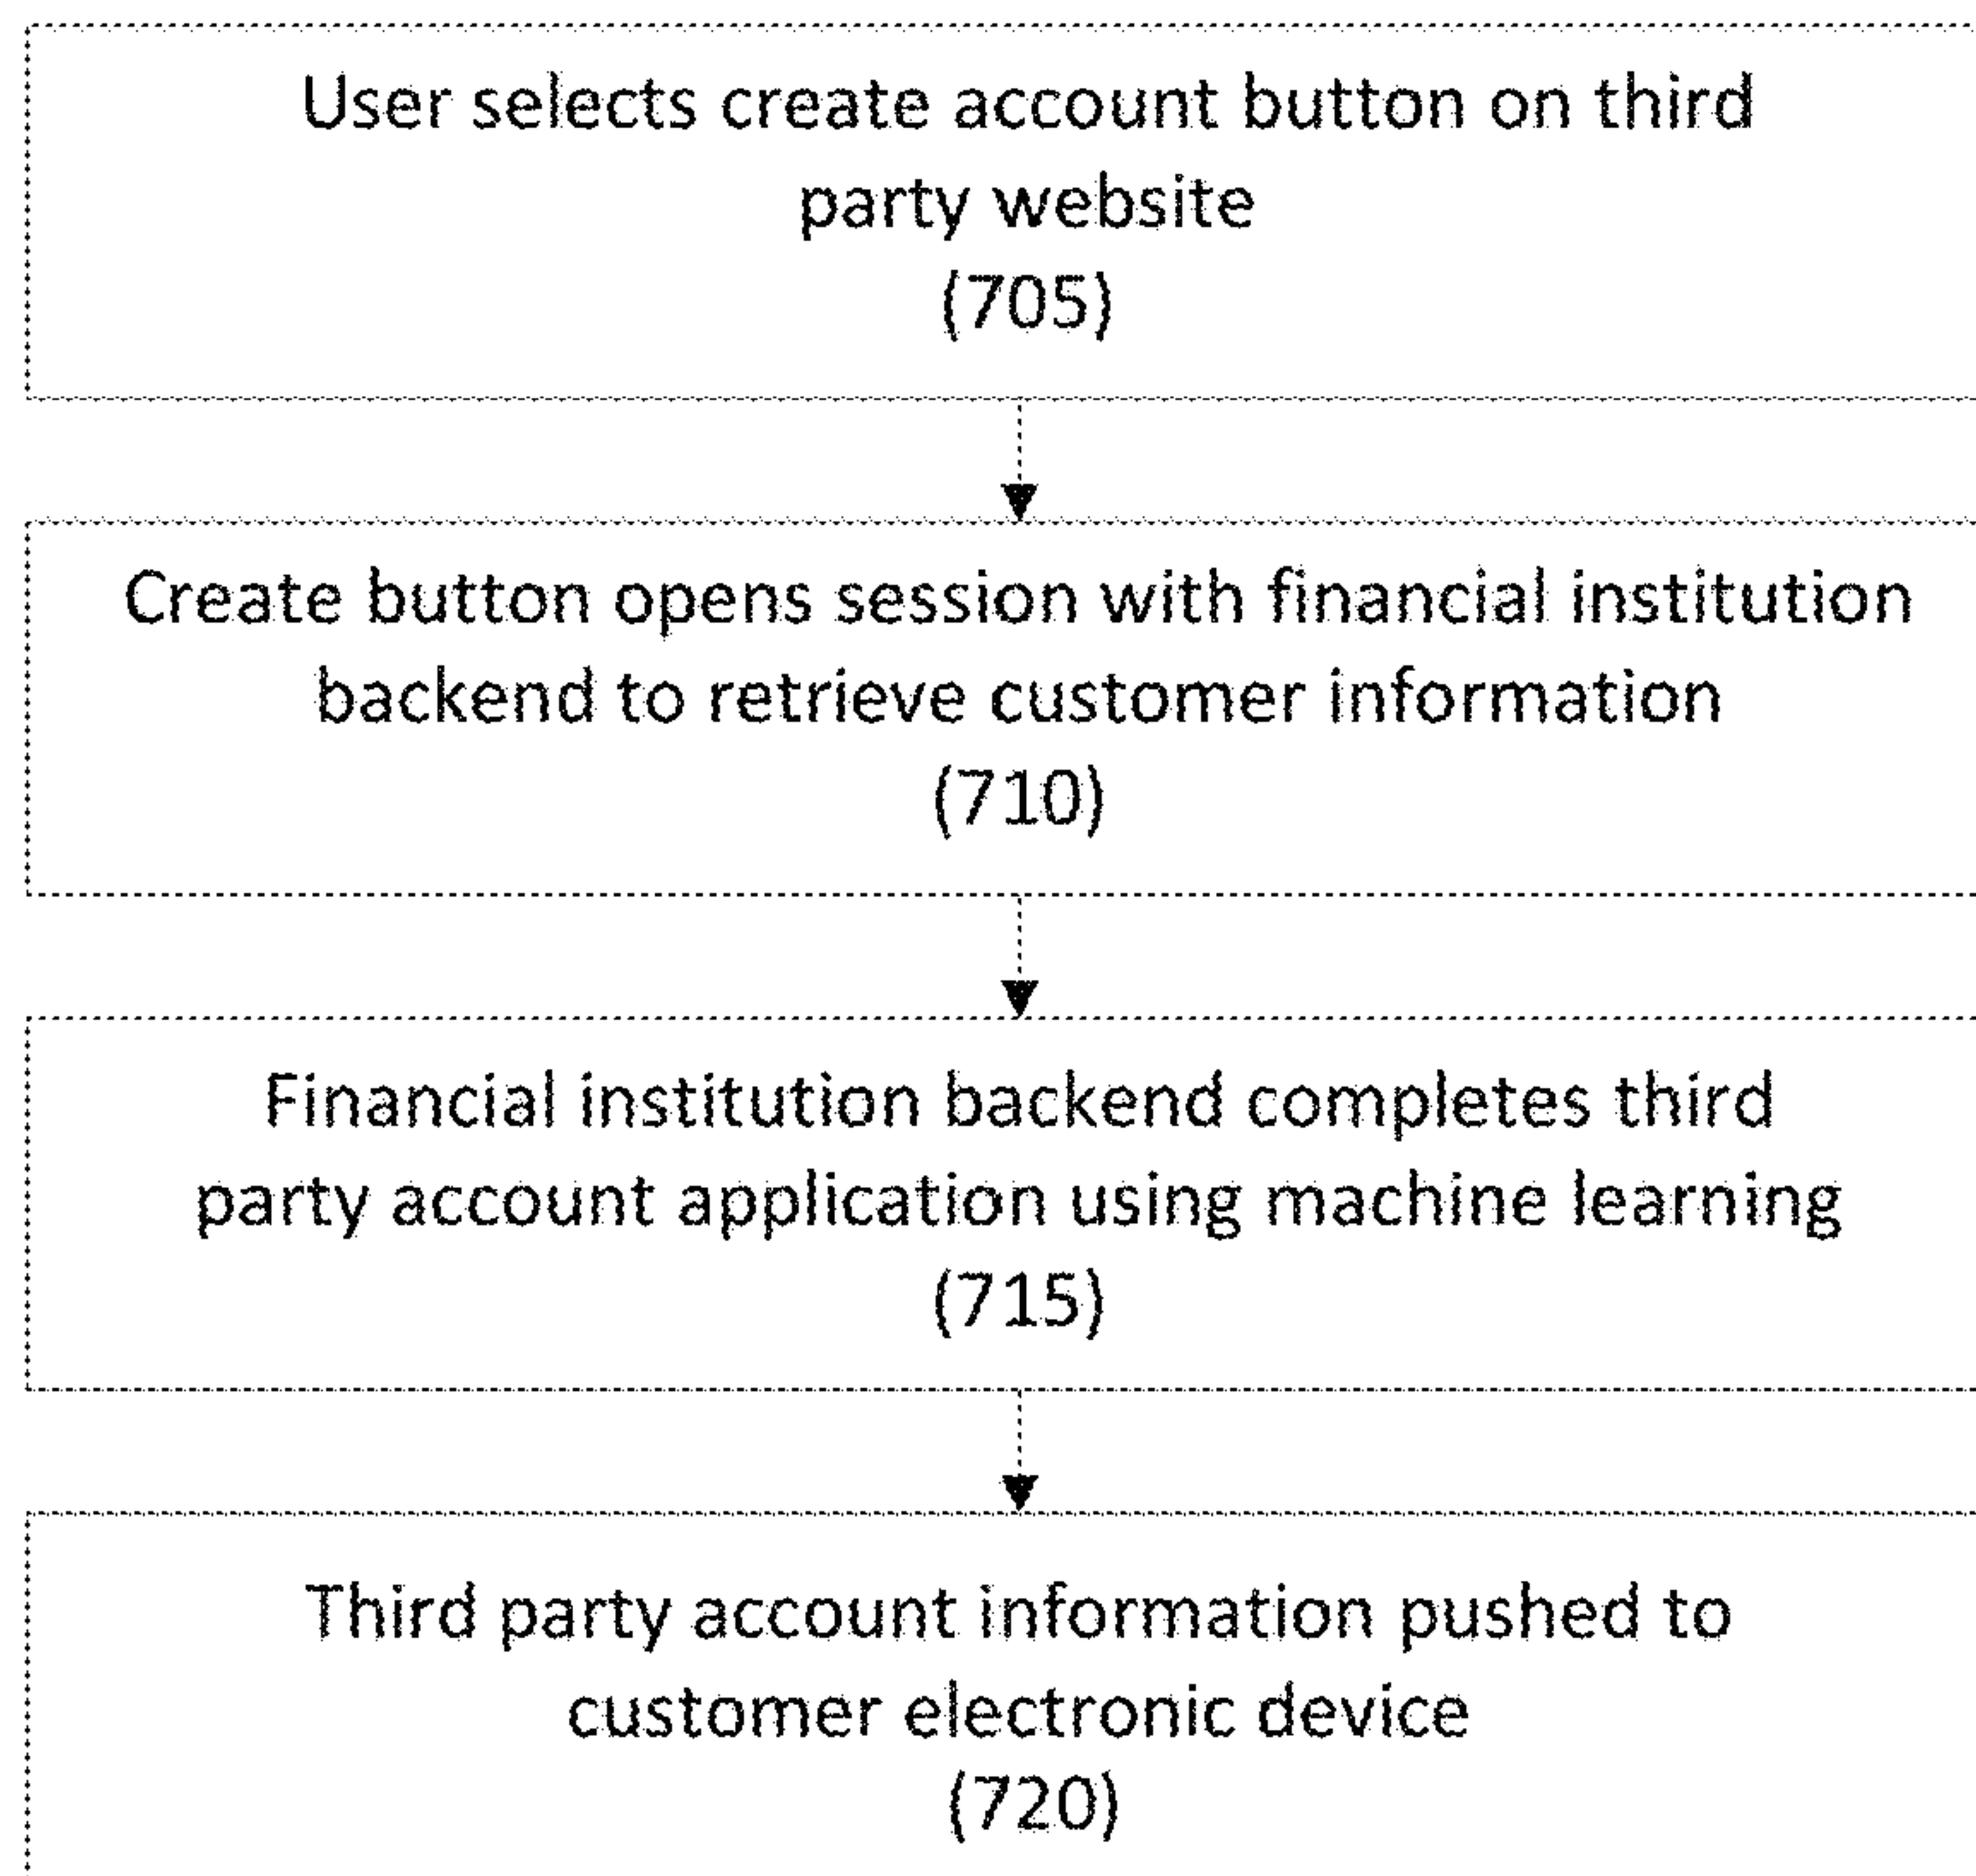 User selects create account button on third
party website
(705)
Create button opens session with financial institution
backend to retrieve customer information
(710)
Financial institution backend completes third
party account application using machine learning
(715)
Third party account information pushed to
customer electronic device
(720)